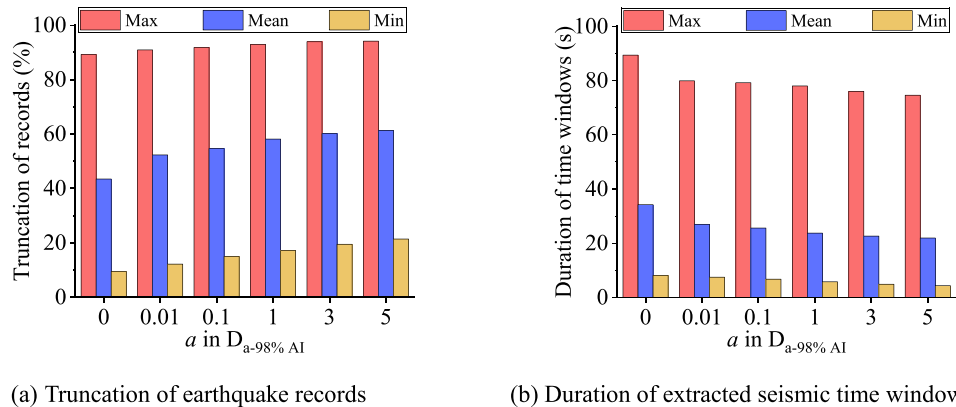 Max Mean Min
Truncation of records (%)
100
80
60
40
20
0
0 0.01 0.1 1 3 5
a in Da-98% AI
(a) Truncation of earthquake records
Max Mean Min
Duration of time windows (s)
100
80
60
40
20
0
0 0.01 0.1 1 3 5
a in Da-98% AI
(b) Duration of extracted seismic time window